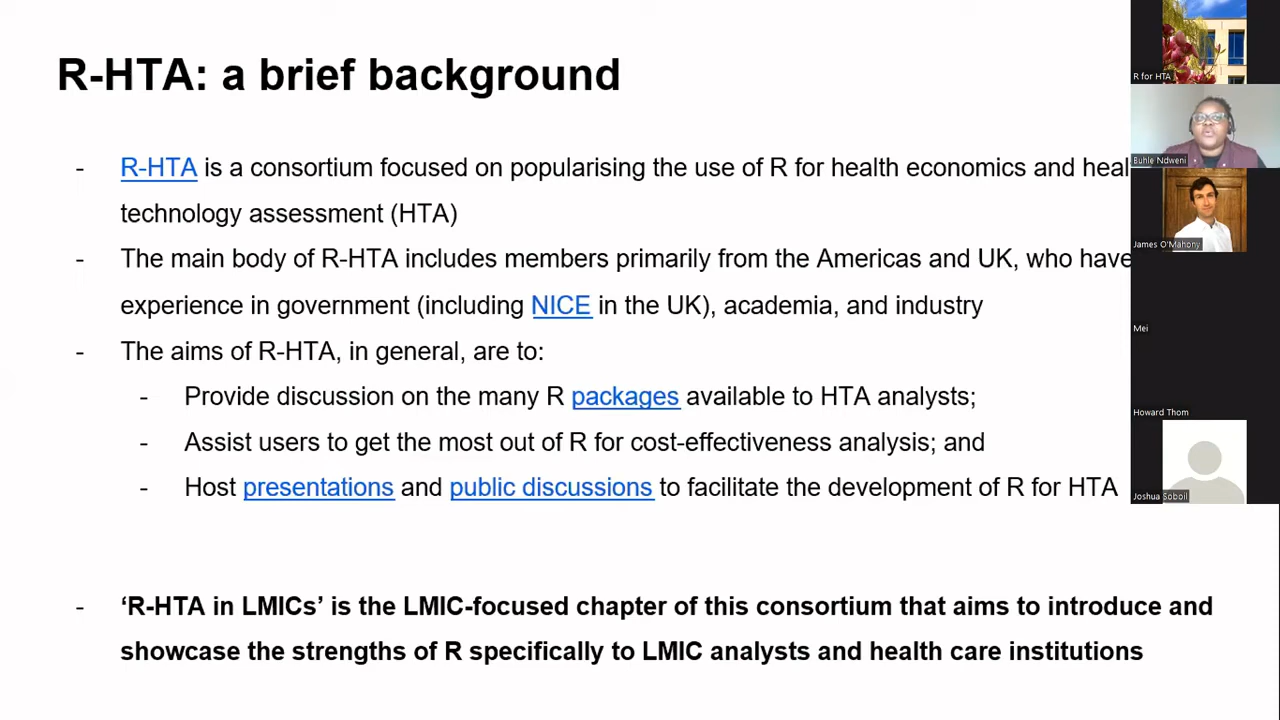 R-HTA: a brief background
- R-HTA is a consortium focused on popularising the use of R for health economics and heal
technology assessment (HTA)
- The main body of R-HTA includes members primarily from the Americas and UK, who have
experience in government (including NICE in the UK), academia, and industry
- The aims of R-HTA, in general, are to:
- Provide discussion on the many R packages available to HTA analysts;
- Assist users to get the most out of R for cost-effectiveness analysis; and
- Host presentations and public discussions to facilitate the development of R for HTA
- ‘R-HTA in LMICs’ is the LMIC-focused chapter of this consortium that aims to introduce and
showcase the strengths of R specifically to LMIC analysts and health care institutions
R for HTA
Buhle Ndweni
James O'Mahony
Mei
Howard Thom
Joshua Soboil